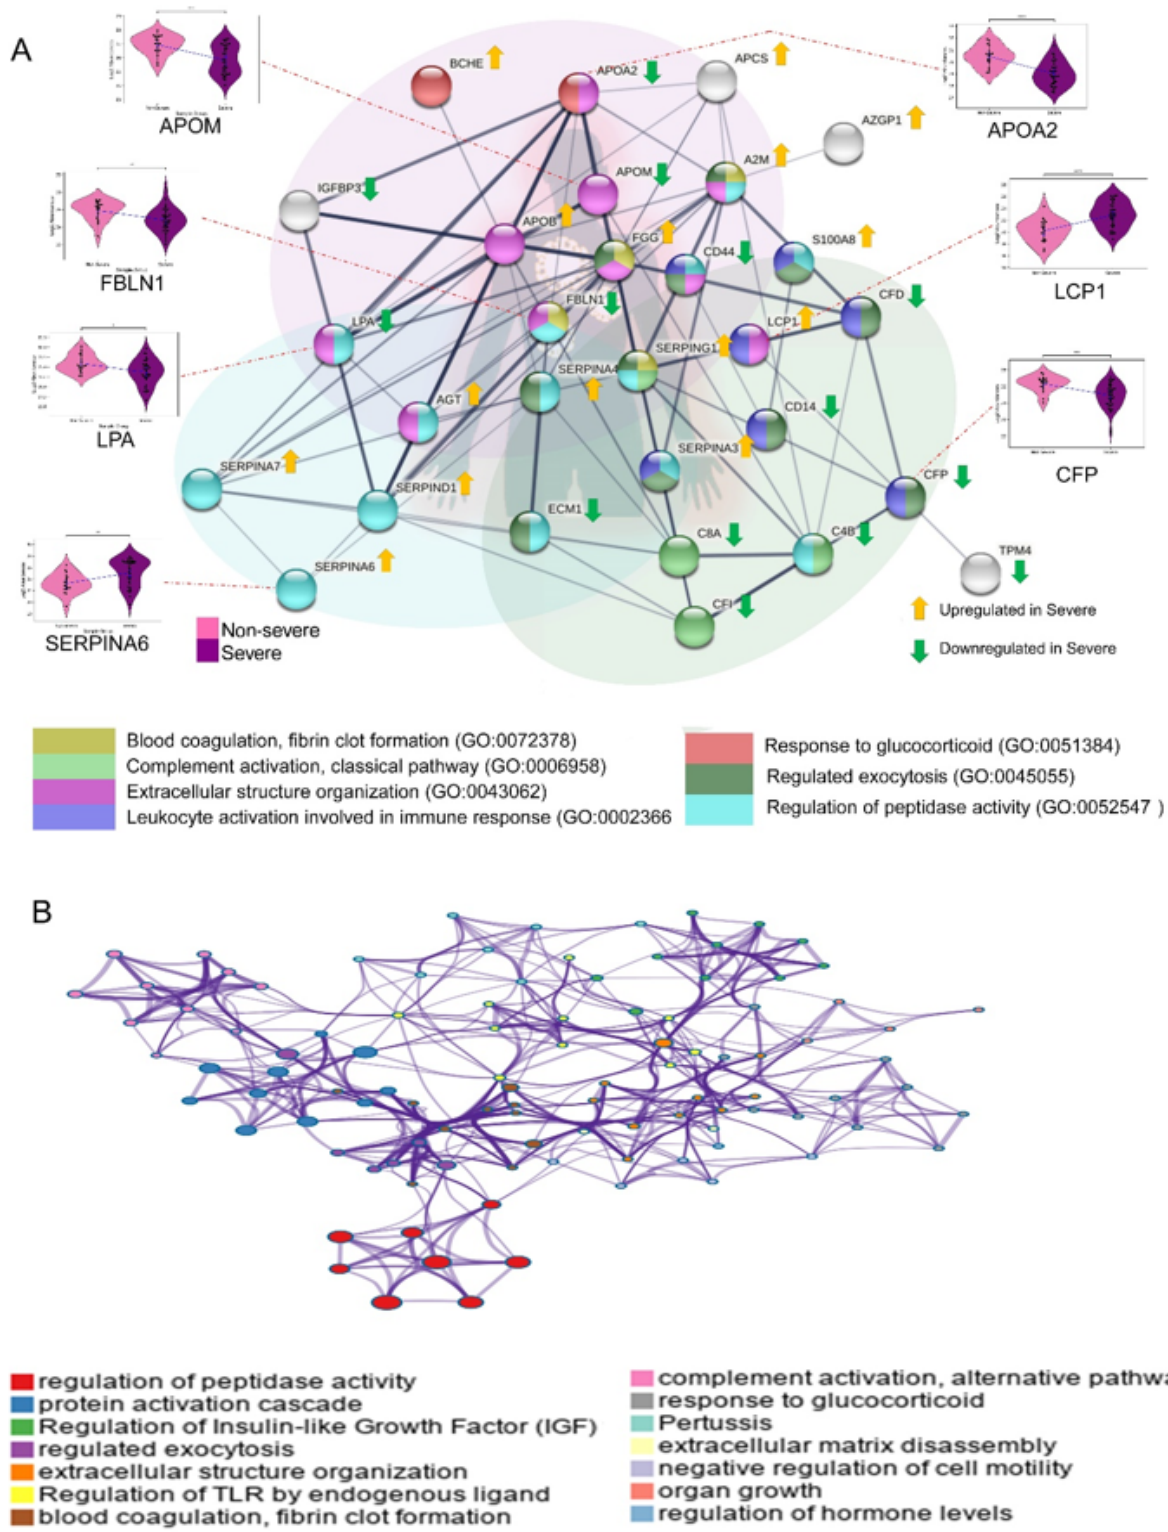 A
APOM
FBLN1
LPA
SERPINA6
Non-severe
Severe
APOA2
LCP1
CFP
BCHE
APOA2
APCS
AZGP1
A2M
IGFBP3
APOM
APOB
FGG
CD44
S100A8
CFD
FBLN1
LPA
LCP1
SERPING1
SERPINA4
AGT
CD14
SERPINA3
SERPINA7
SERPIND1
CFP
ECM1
C8A
C4B
TPM4
SERPINA6
CFI
Upregulated in Severe
Downregulated in Severe
Blood coagulation, fibrin clot formation (GO:0072378)
Complement activation, classical pathway (GO:0006958)
Extracellular structure organization (GO:0043062)
Leukocyte activation involved in immune response (GO:0002366
Response to glucocorticoid (GO:0051384)
Regulated exocytosis (GO:0045055)
Regulation of peptidase activity (GO:0052547 )
B
regulation of peptidase activity
protein activation cascade
Regulation of Insulin-like Growth Factor (IGF)
regulated exocytosis
extracellular structure organization
Regulation of TLR by endogenous ligand
blood coagulation, fibrin clot formation
complement activation, alternative pathwa
response to glucocorticoid
Pertussis
extracellular matrix disassembly
negative regulation of cell motility
organ growth
regulation of hormone levels